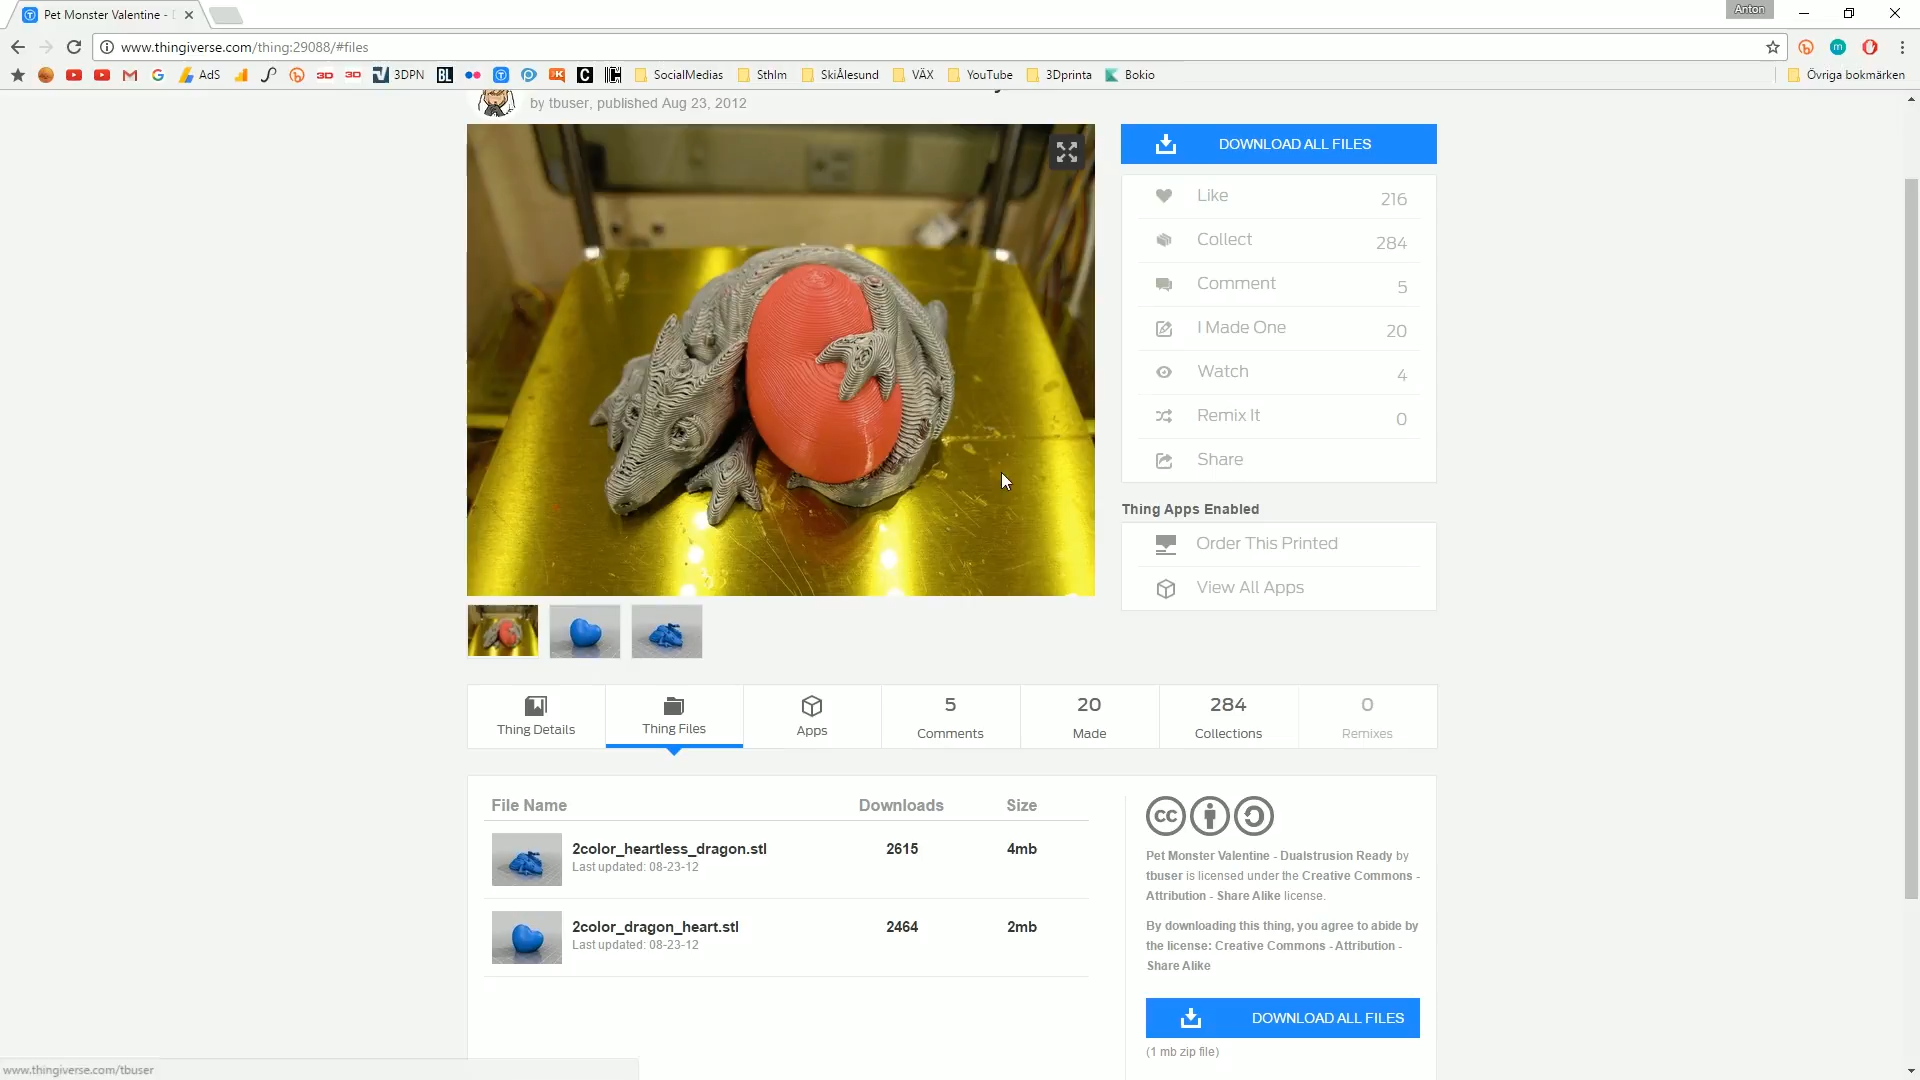 Pet Monster Valentine -
Anton
www.thingiverse.com/thing:29088/#files
AdS
3D
3D
3DPN
BL
SocialMedias
Sthlm
SkiÅlesund
VÄX
YouTube
3Dprinta
Bokio
Övriga bokmärken
by tbuser, published Aug 23, 2012
DOWNLOAD ALL FILES
Like 216
Collect 284
Comment 5
I Made One 20
Watch 4
Remix It 0
Share
Thing Apps Enabled
Order This Printed
View All Apps
Thing Details
Thing Files
Apps
5
Comments
20
Made
284
Collections
0
Remixes
File Name Downloads Size
2color_heartless_dragon.stl 2615 4mb
Last updated: 08-23-12
2color_dragon_heart.stl 2464 2mb
Last updated: 08-23-12
cc
Pet Monster Valentine - Dualstrusion Ready by
tbuser is licensed under the Creative Commons -
Attribution - Share Alike license.
By downloading this thing, you agree to abide by
the license: Creative Commons - Attribution -
Share Alike
DOWNLOAD ALL FILES
(1 mb zip file)
www.thingiverse.com/tbuser